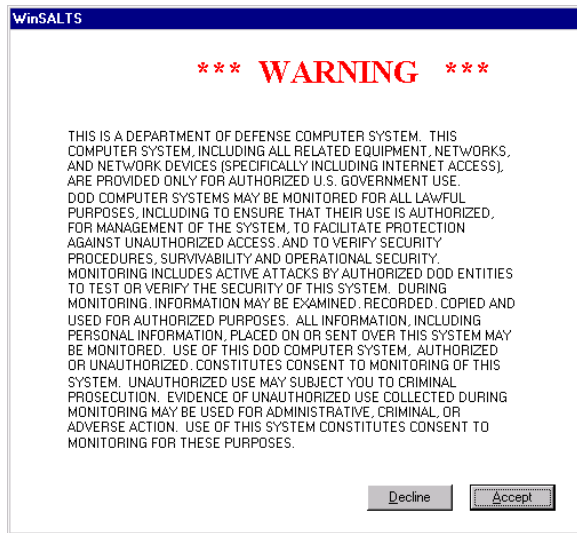 WinSALTS
*** WARNING ***
THIS IS A DEPARTMENT OF DEFENSE COMPUTER SYSTEM. THIS
COMPUTER SYSTEM, INCLUDING ALL RELATED EQUIPMENT, NETWORKS,
AND NETWORK DEVICES (SPECIFICALLY INCLUDING INTERNET ACCESS),
ARE PROVIDED ONLY FOR AUTHORIZED U.S. GOVERNMENT USE.
DOD COMPUTER SYSTEMS MAY BE MONITORED FOR ALL LAWFUL
PURPOSES, INCLUDING TO ENSURE THAT THEIR USE IS AUTHORIZED,
FOR MANAGEMENT OF THE SYSTEM, TO FACILITATE PROTECTION
AGAINST UNAUTHORIZED ACCESS. AND TO VERIFY SECURITY
PROCEDURES, SURVIVABILITY AND OPERATIONAL SECURITY.
MONITORING INCLUDES ACTIVE ATTACKS BY AUTHORIZED DOD ENTITIES
TO TEST OR VERIFY THE SECURITY OF THIS SYSTEM. DURING
MONITORING. INFORMATION MAY BE EXAMINED. RECORDED. COPIED AND
USED FOR AUTHORIZED PURPOSES. ALL INFORMATION, INCLUDING
PERSONAL INFORMATION, PLACED ON OR SENT OVER THIS SYSTEM MAY
BE MONITORED. USE OF THIS DOD COMPUTER SYSTEM, AUTHORIZED
OR UNAUTHORIZED. CONSTITUTES CONSENT TO MONITORING OF THIS
SYSTEM. UNAUTHORIZED USE MAY SUBJECT YOU TO CRIMINAL
PROSECUTION. EVIDENCE OF UNAUTHORIZED USE COLLECTED DURING
MONITORING MAY BE USED FOR ADMINISTRATIVE, CRIMINAL, OR
ADVERSE ACTION. USE OF THIS SYSTEM CONSTITUTES CONSENT TO
MONITORING FOR THESE PURPOSES.
Decline Accept